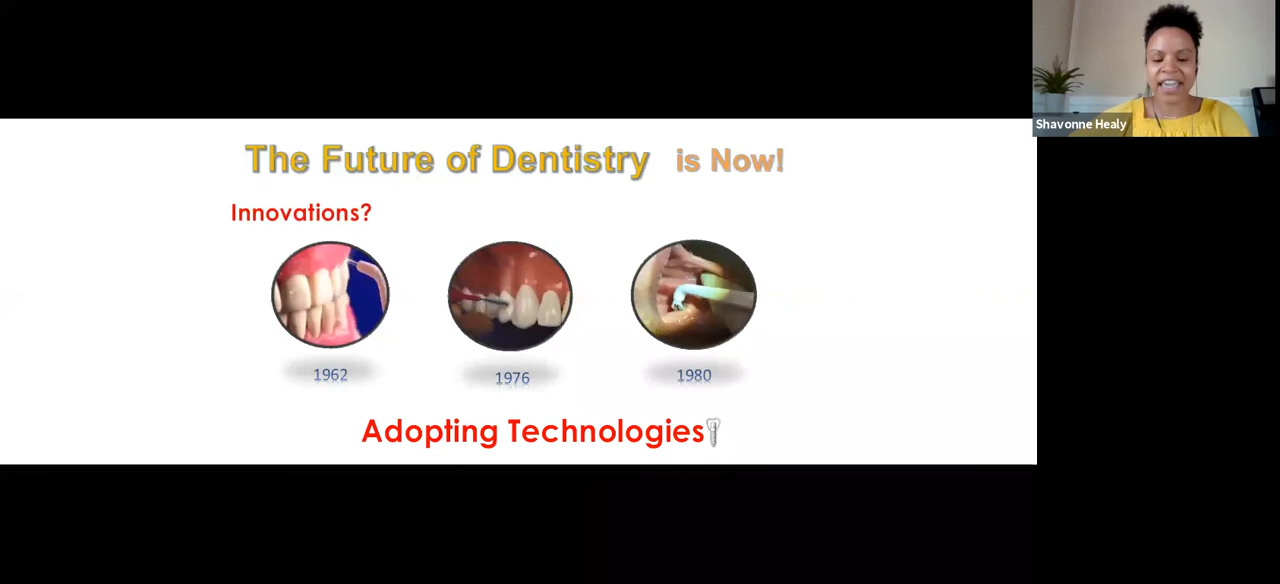 Shavonne Healy
The Future of Dentistry is Now!
Innovations?
1962
1976
1980
Adopting Technologies